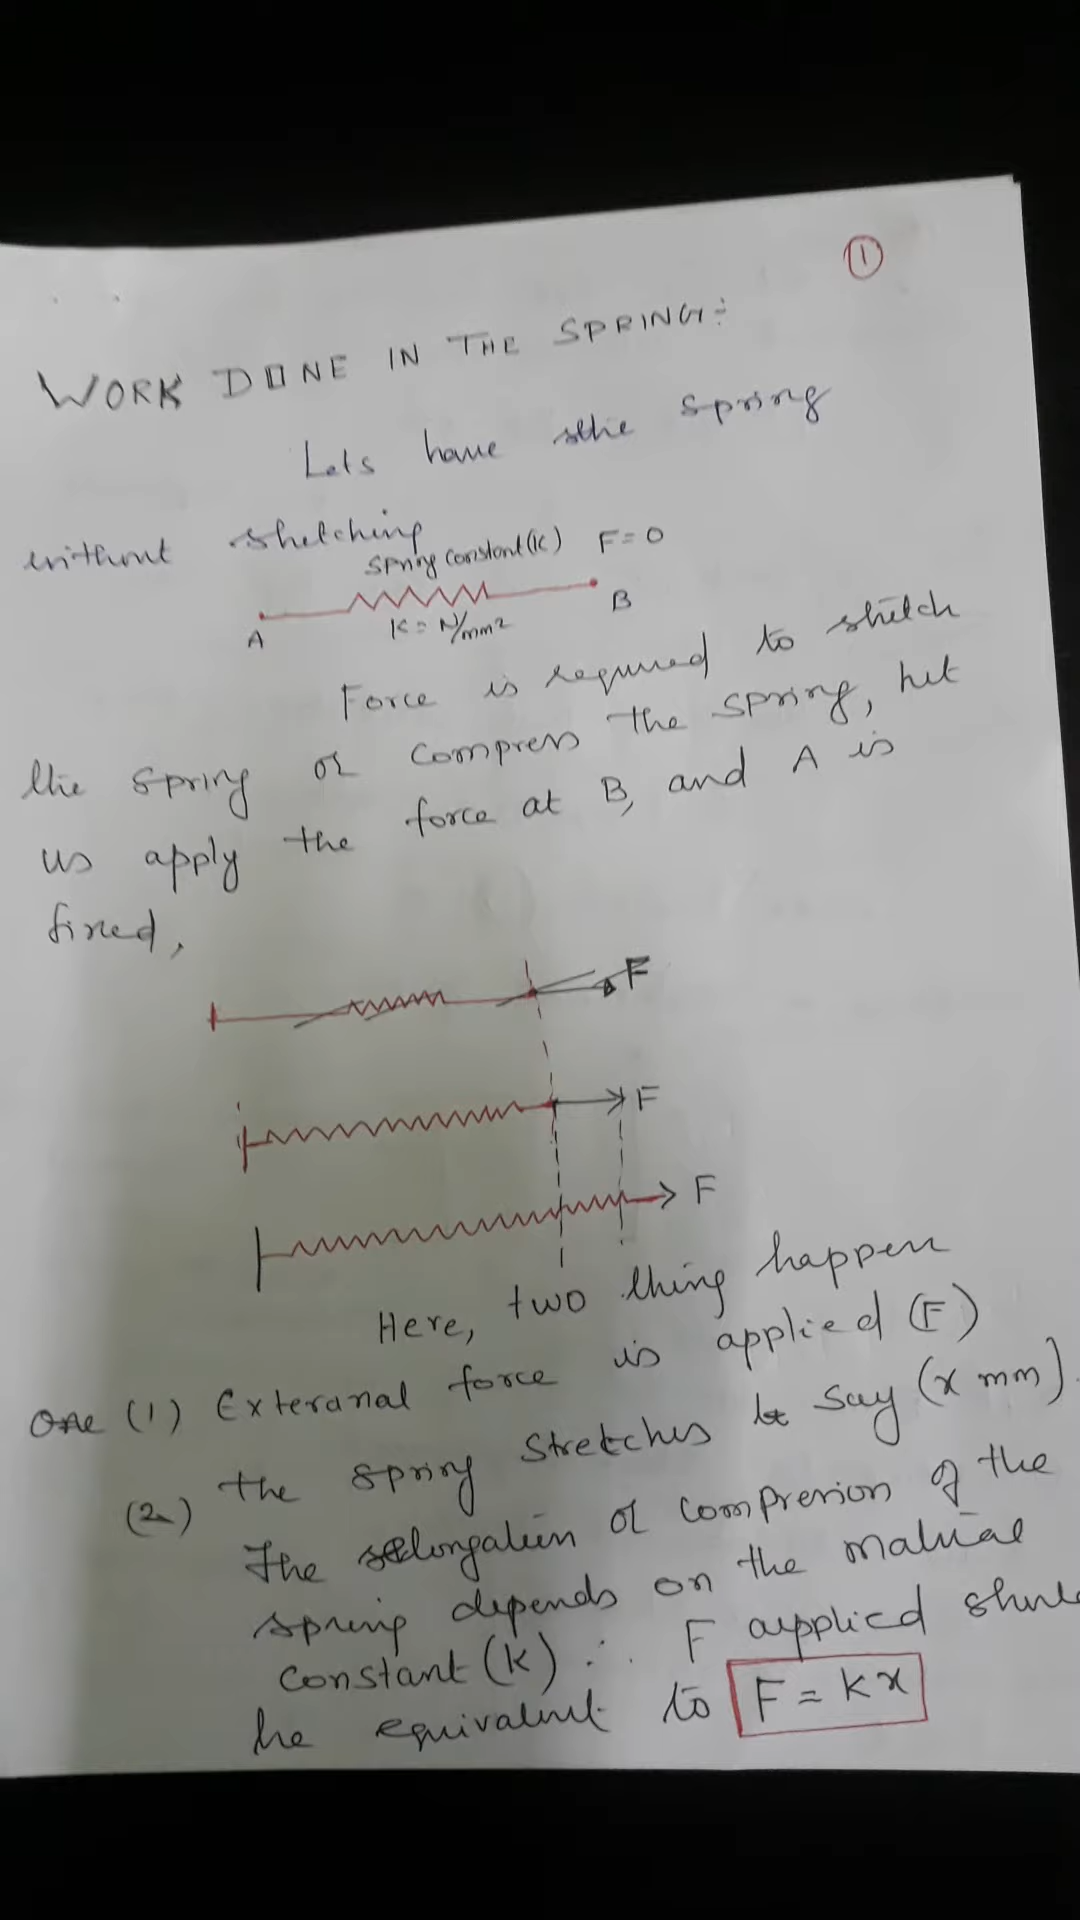 1
WORK DONE IN THE SPRING:
Lets have the spring
without stretching
Spring constant (K) F=0
A B
K = N/mm2
Force is required to stretch
the spring or compress the spring, let
us apply the force at B, and A is
fixed,
F
F
F
Here, two thing happen
One (1) Exteranal force is applied (F)
(2) the spring stretches say (x mm).
The elongation or compression of the
spring depends on the material
constant (K) ∴ F applied
be equivalent to F = Kx